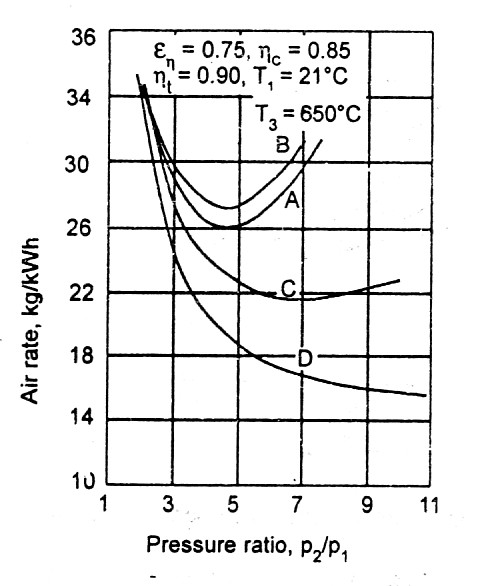 36
ε_η = 0.75, η_c = 0.85
η_t = 0.90, T_1 = 21°C
34
T_3 = 650°C
B
30
A
26
22
C
18
D
14
10
1 3 5 7 9 11
Air rate, kg/kWh
Pressure ratio, p_2/p_1